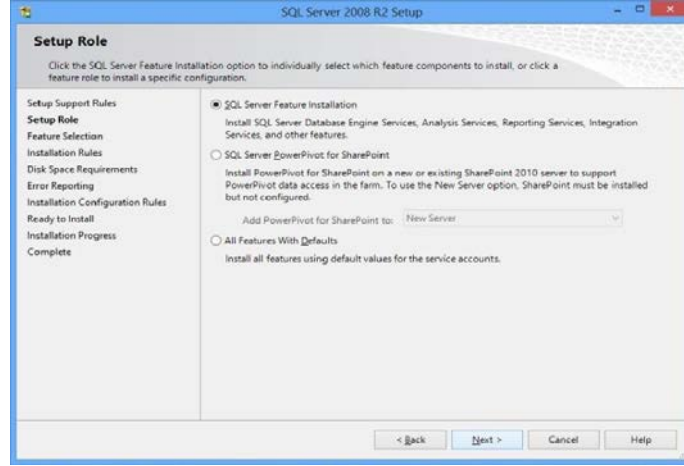 SQL Server 2008 R2 Setup
Setup Role
Click the SQL Server Feature Installation option to individually select which feature components to install, or click a
feature role to install a specific configuration.
Setup Support Rules
Setup Role
Feature Selection
Installation Rules
Disk Space Requirements
Error Reporting
Installation Configuration Rules
Ready to Install
Installation Progress
Complete
SQL Server Feature Installation
Install SQL Server Database Engine Services, Analysis Services, Reporting Services, Integration
Services, and other features.
SQL Server PowerPivot for SharePoint
Install PowerPivot for SharePoint on a new or existing SharePoint 2010 server to support
PowerPivot data access in the farm. To use the New Server option, SharePoint must be installed
but not configured.
Add PowerPivot for SharePoint to: New Server
All Features With Defaults
Install all features using default values for the service accounts.
< Back Next > Cancel Help